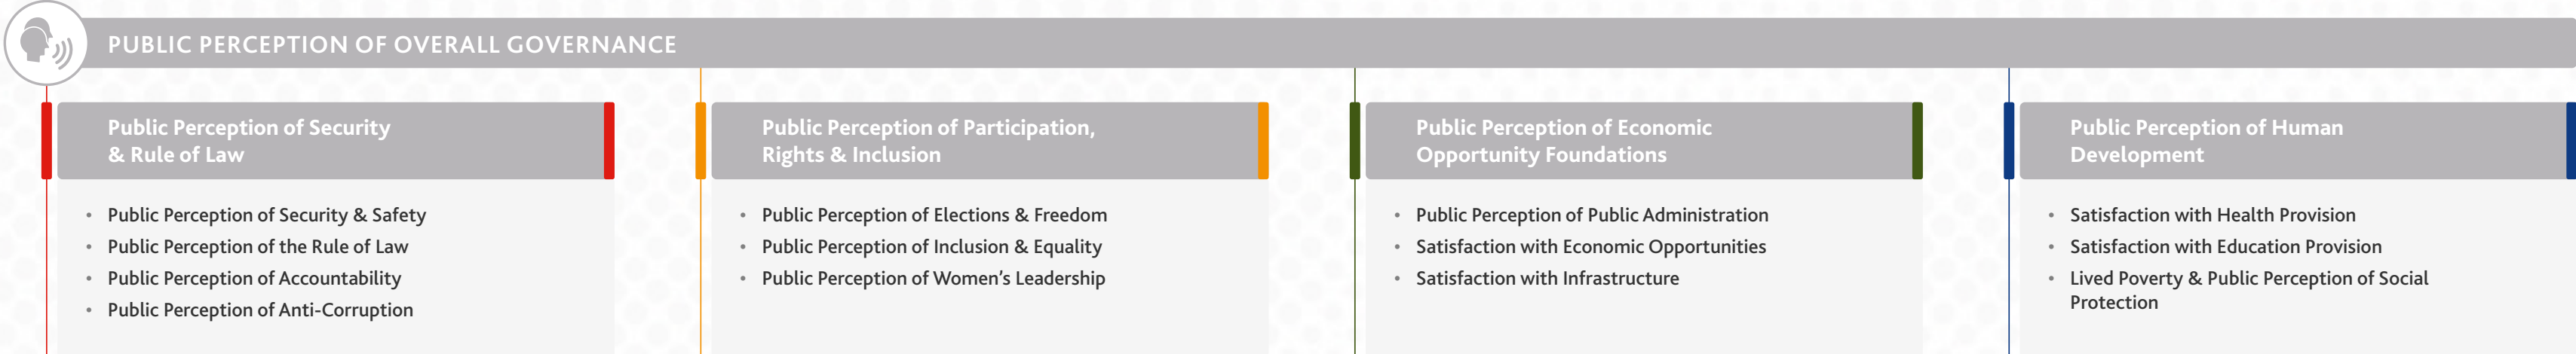 PUBLIC PERCEPTION OF OVERALL GOVERNANCE
Public Perception of Security
& Rule of Law
• Public Perception of Security & Safety
• Public Perception of the Rule of Law
• Public Perception of Accountability
• Public Perception of Anti-Corruption
Public Perception of Participation,
Rights & Inclusion
• Public Perception of Elections & Freedom
• Public Perception of Inclusion & Equality
• Public Perception of Women’s Leadership
Public Perception of Economic
Opportunity Foundations
• Public Perception of Public Administration
• Satisfaction with Economic Opportunities
• Satisfaction with Infrastructure
Public Perception of Human
Development
• Satisfaction with Health Provision
• Satisfaction with Education Provision
• Lived Poverty & Public Perception of Social
Protection